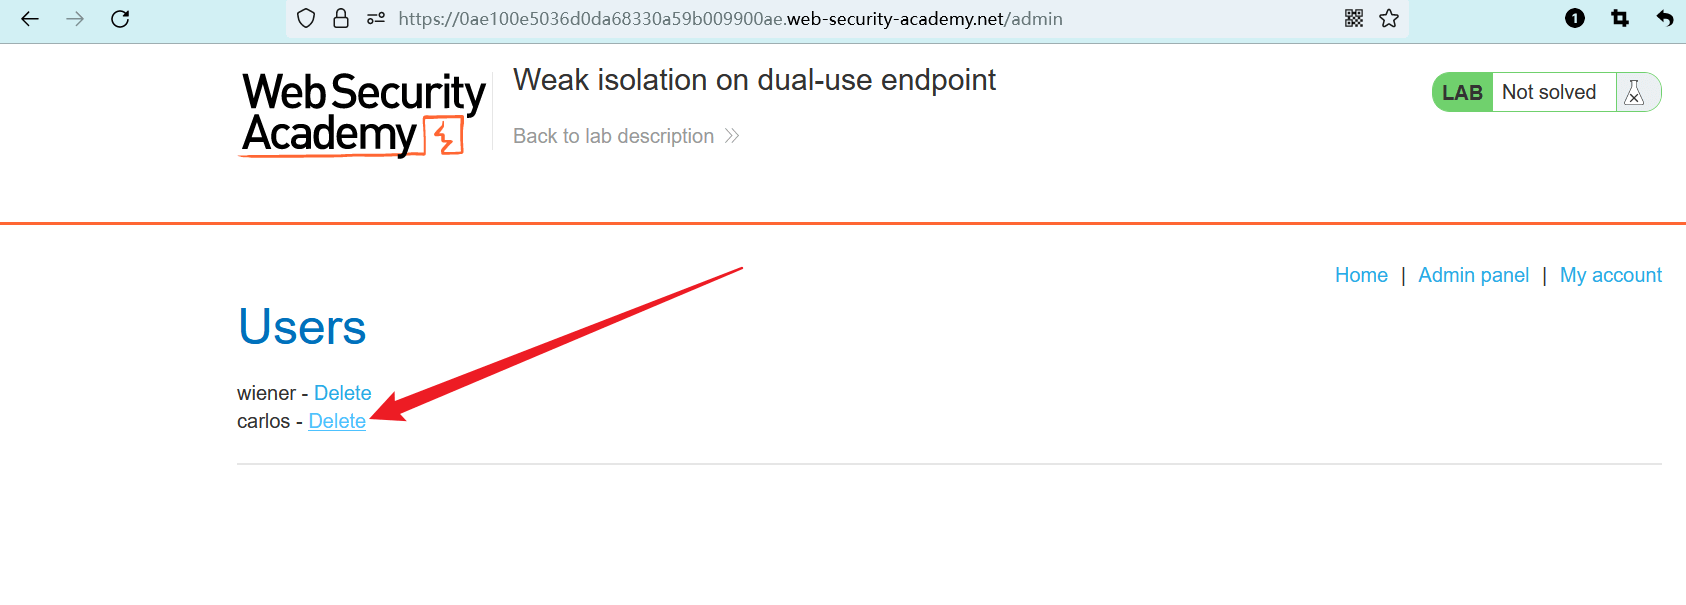 https://0ae100e5036d0da68330a59b009900ae.web-security-academy.net/admin
1
Web Security
Academy
Weak isolation on dual-use endpoint
Back to lab description
LAB Not solved
Home | Admin panel | My account
Users
wiener - Delete
carlos - Delete